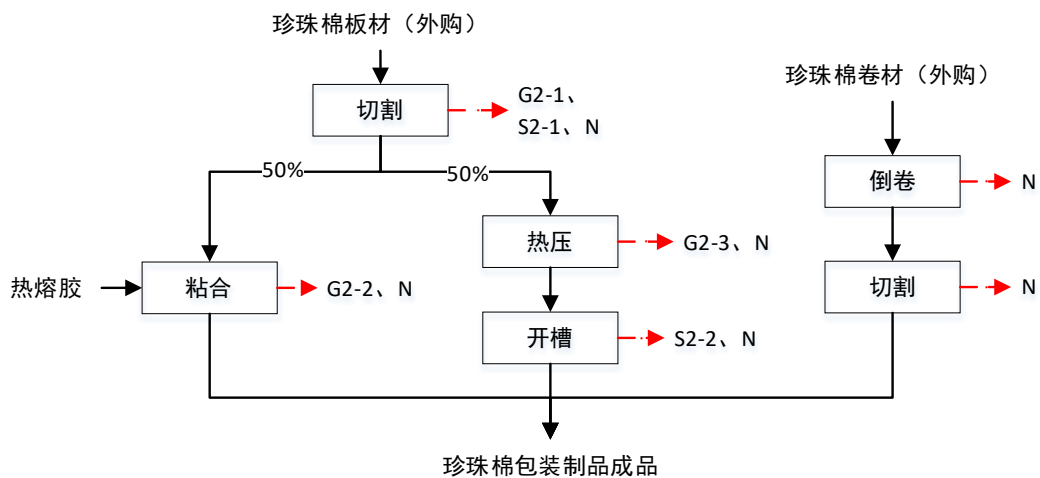 珍珠棉板材（外购）
珍珠棉卷材（外购）
切割
G2-1、
S2-1、N
50%
50%
倒卷
N
热压
G2-3、N
热熔胶
粘合
G2-2、N
切割
N
开槽
S2-2、N
珍珠棉包装制品成品